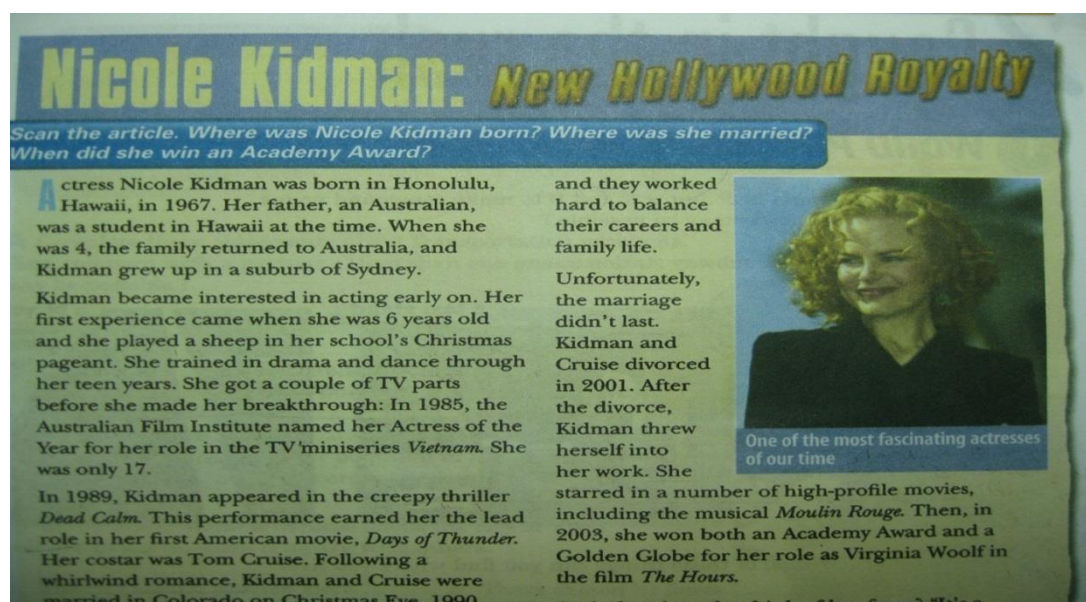 Nicole Kidman: New Hollywood Royalty
Scan the article. Where was Nicole Kidman born? Where was she married?
When did she win an Academy Award?
Actress Nicole Kidman was born in Honolulu,
Hawaii, in 1967. Her father, an Australian,
was a student in Hawaii at the time. When she
was 4, the family returned to Australia, and
Kidman grew up in a suburb of Sydney.
Kidman became interested in acting early on. Her
first experience came when she was 6 years old
and she played a sheep in her school's Christmas
pageant. She trained in drama and dance through
her teen years. She got a couple of TV parts
before she made her breakthrough: In 1985, the
Australian Film Institute named her Actress of the
Year for her role in the TV miniseries Vietnam. She
was only 17.
In 1989, Kidman appeared in the creepy thriller
Dead Calm. This performance earned her the lead
role in her first American movie, Days of Thunder.
Her costar was Tom Cruise. Following a
whirlwind romance, Kidman and Cruise were
married in Colorado on Christmas Eve, 1990
and they worked
hard to balance
their careers and
family life.
Unfortunately,
the marriage
didn't last.
Kidman and
Cruise divorced
in 2001. After
the divorce,
Kidman threw
herself into
her work. She
starred in a number of high-profile movies,
including the musical Moulin Rouge. Then, in
2003, she won both an Academy Award and a
Golden Globe for her role as Virginia Woolf in
the film The Hours.
One of the most fascinating actresses
of our time